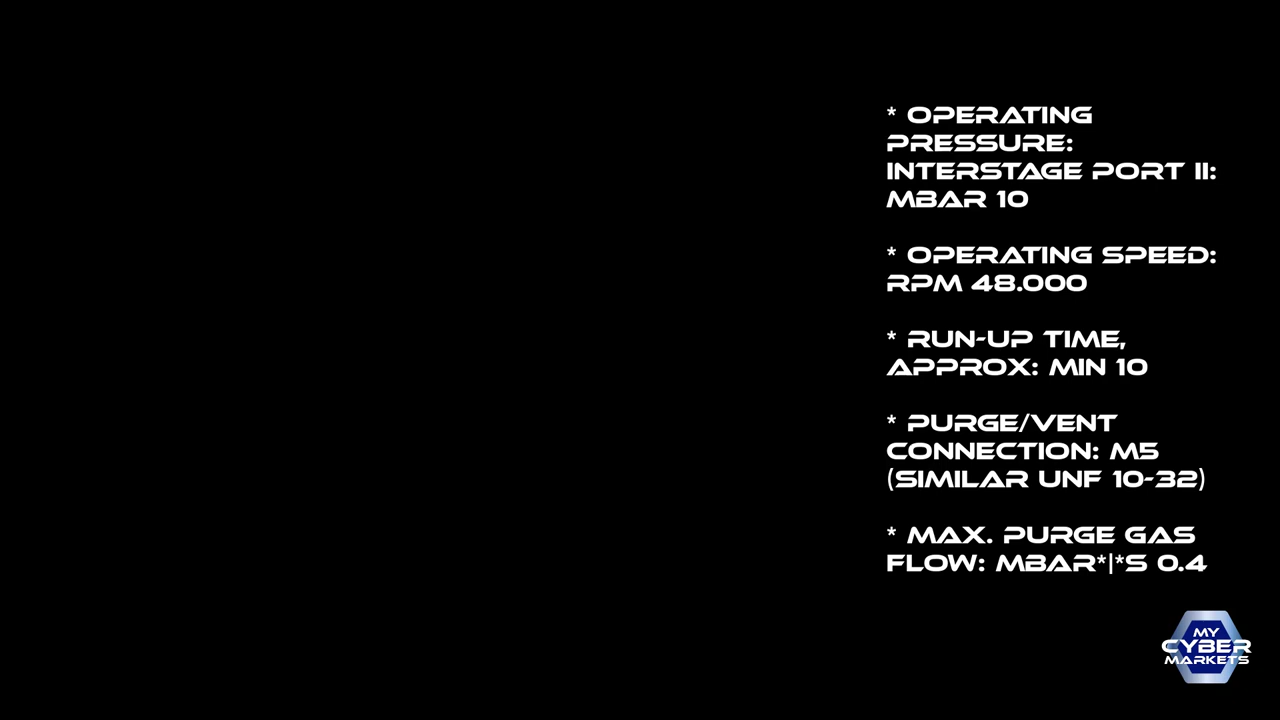 * OPERATING
PRESSURE:
INTERSTAGE PORT II:
MBAR 10
* OPERATING SPEED:
RPM 48.000
* RUN-UP TIME,
APPROX: MIN 10
* PURGE/VENT
CONNECTION: M5
(SIMILAR UNF 10-32)
* MAX. PURGE GAS
FLOW: MBAR*|*S 0.4
MY
CYBER
MARKETS